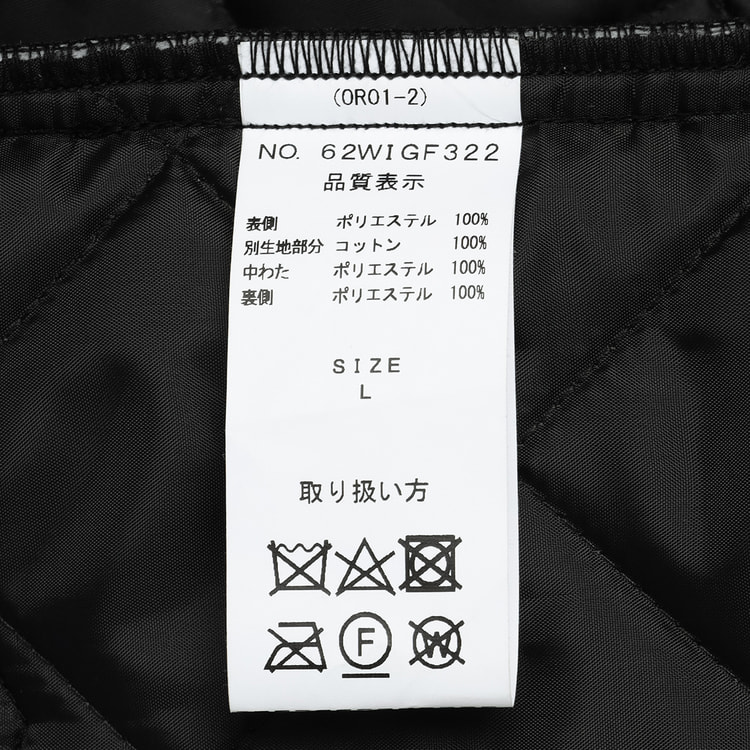 (OR01-2)
NO. 62WIGF322
品質表示
表側 ポリエステル 100%
別生地部分 コットン 100%
中わた ポリエステル 100%
裏側 ポリエステル 100%
SIZE
L
取り扱い方
F W